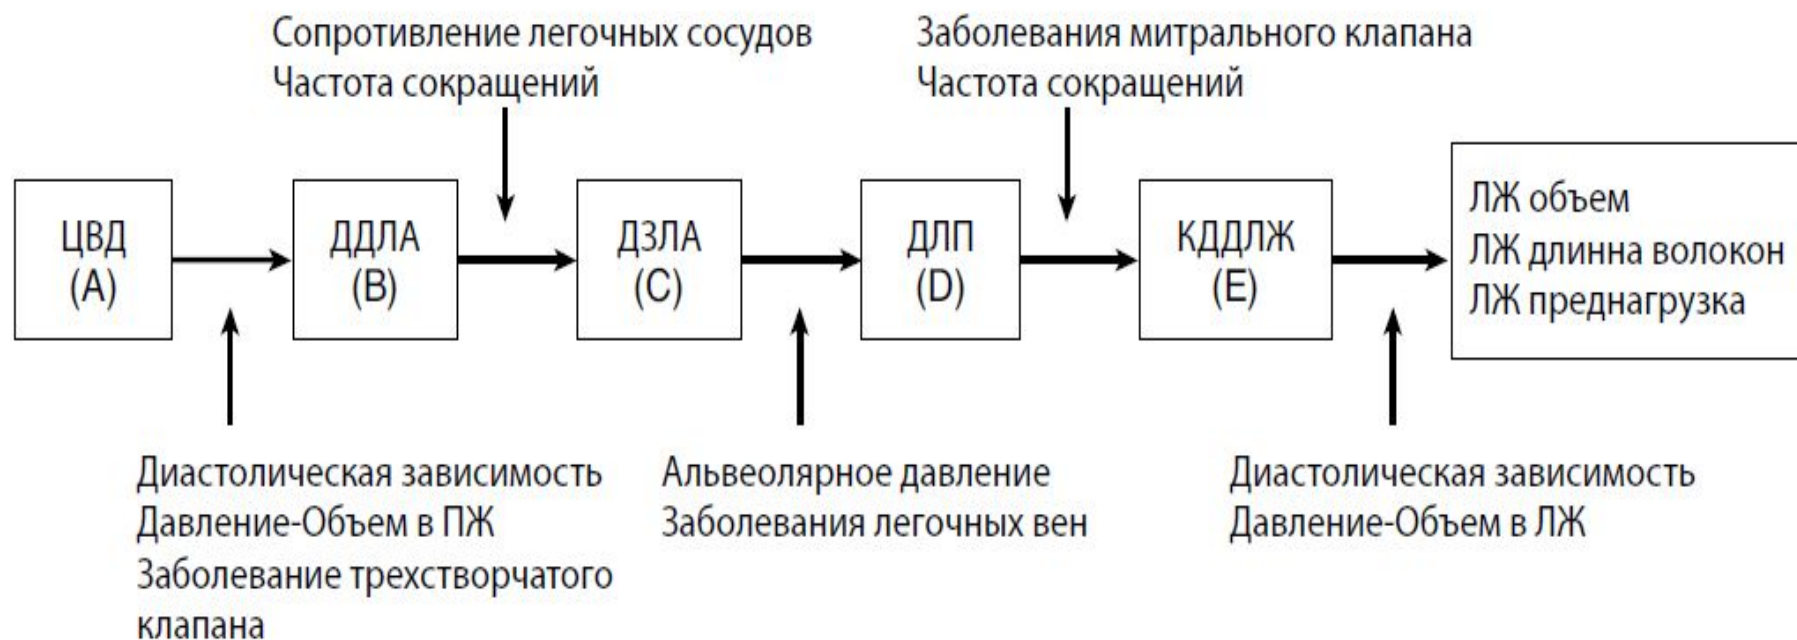 Сопротивление легочных сосудов
Частота сокращений
Заболевания митрального клапана
Частота сокращений
ЦВД
(A)
ДДЛА
(B)
ДЗЛА
(C)
ДЛП
(D)
КДДЛЖ
(E)
ЛЖ объем
ЛЖ длинна волокон
ЛЖ преднагрузка
Диастолическая зависимость
Давление-Объем в ПЖ
Заболевание трехстворчатого
клапана
Альвеолярное давление
Заболевания легочных вен
Диастолическая зависимость
Давление-Объем в ЛЖ